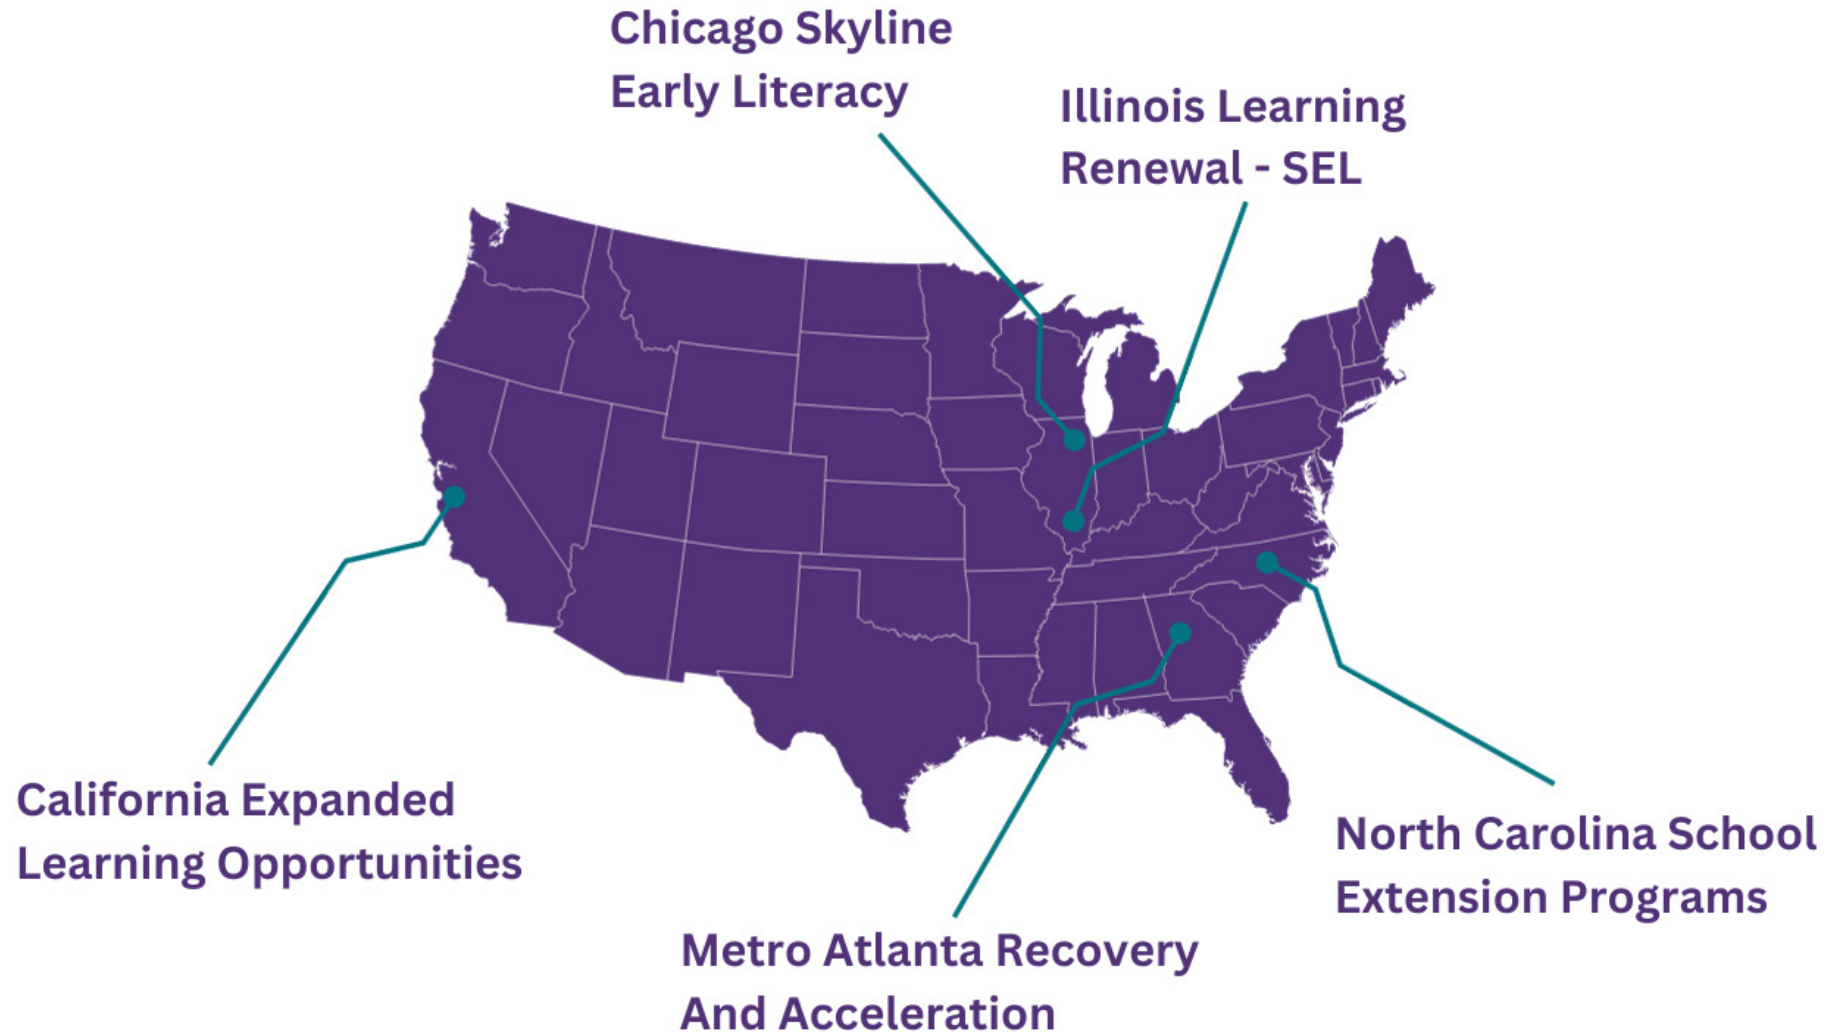 Chicago Skyline
Early Literacy
Illinois Learning
Renewal - SEL
California Expanded
Learning Opportunities
North Carolina School
Extension Programs
Metro Atlanta Recovery
And Acceleration